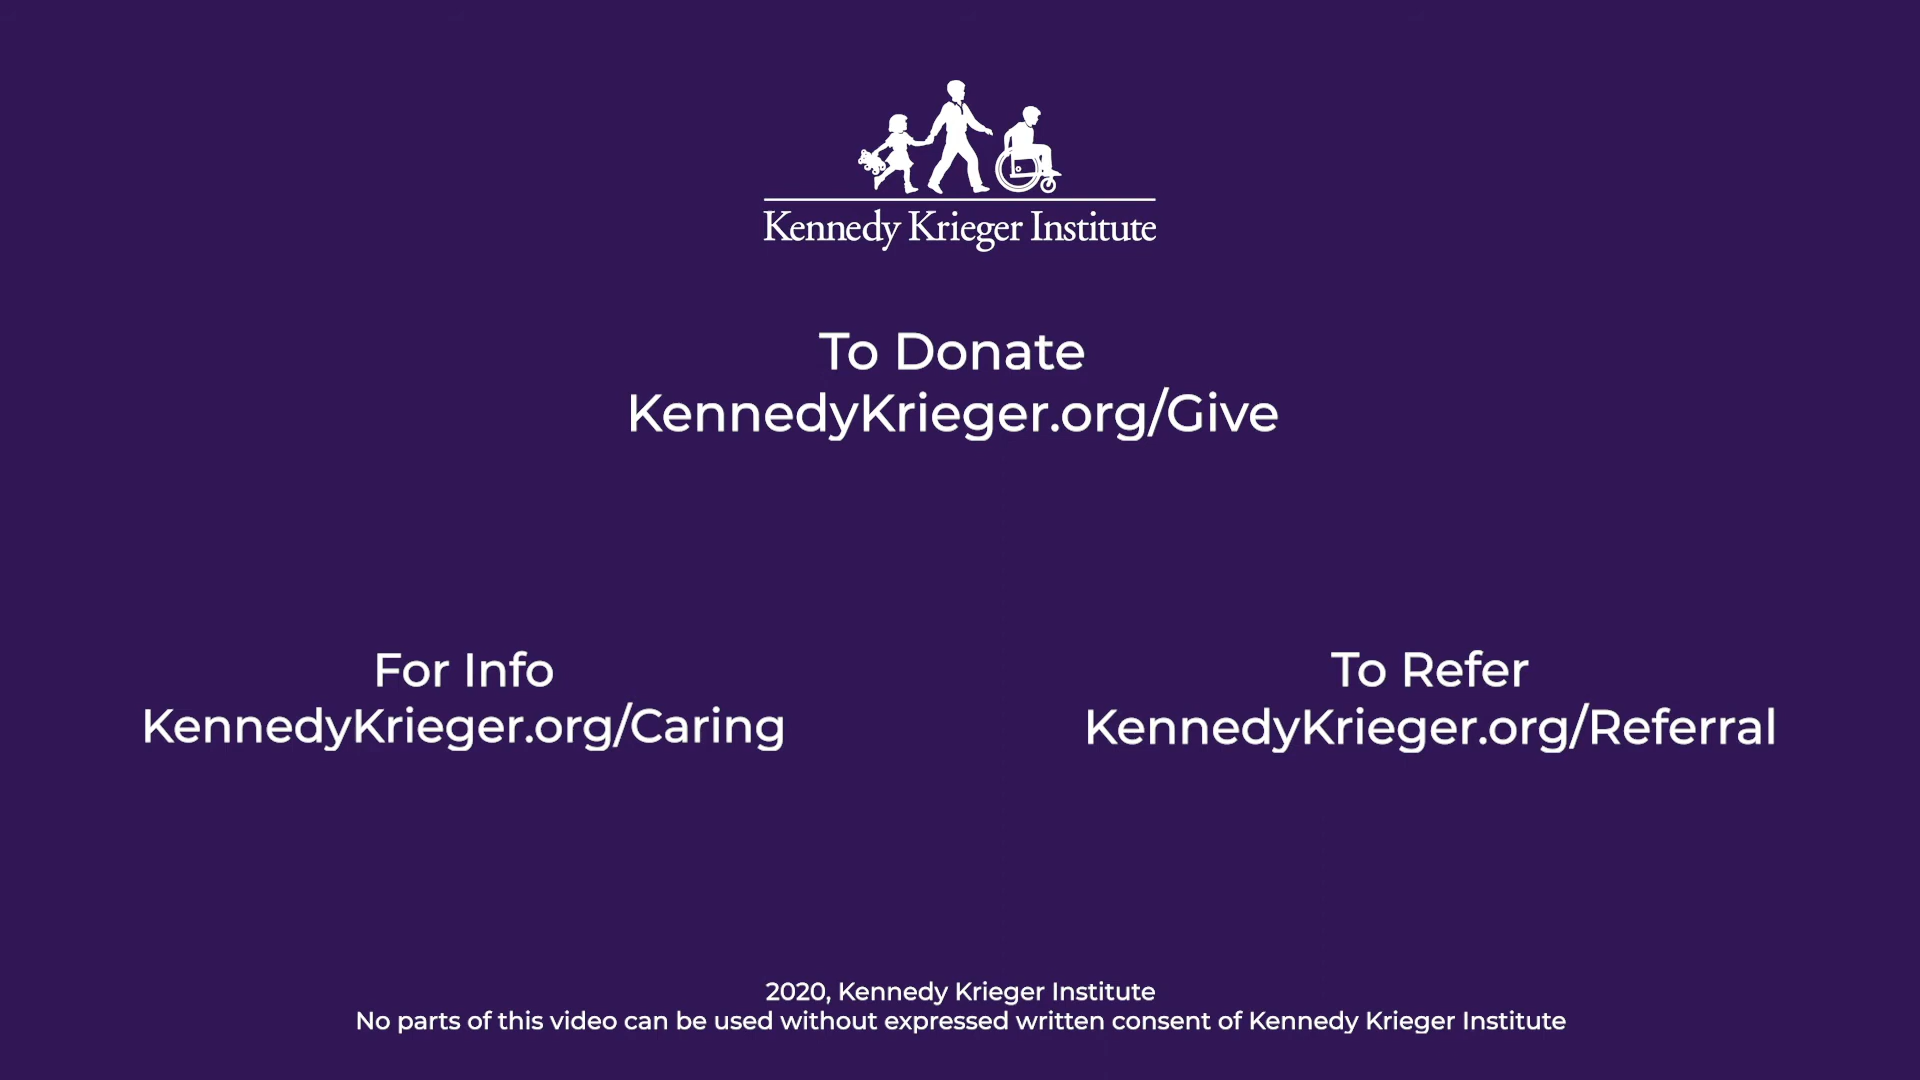 Kennedy Krieger Institute
To Donate
KennedyKrieger.org/Give
For Info
KennedyKrieger.org/Caring
To Refer
KennedyKrieger.org/Referral
2020, Kennedy Krieger Institute
No parts of this video can be used without expressed written consent of Kennedy Krieger Institute